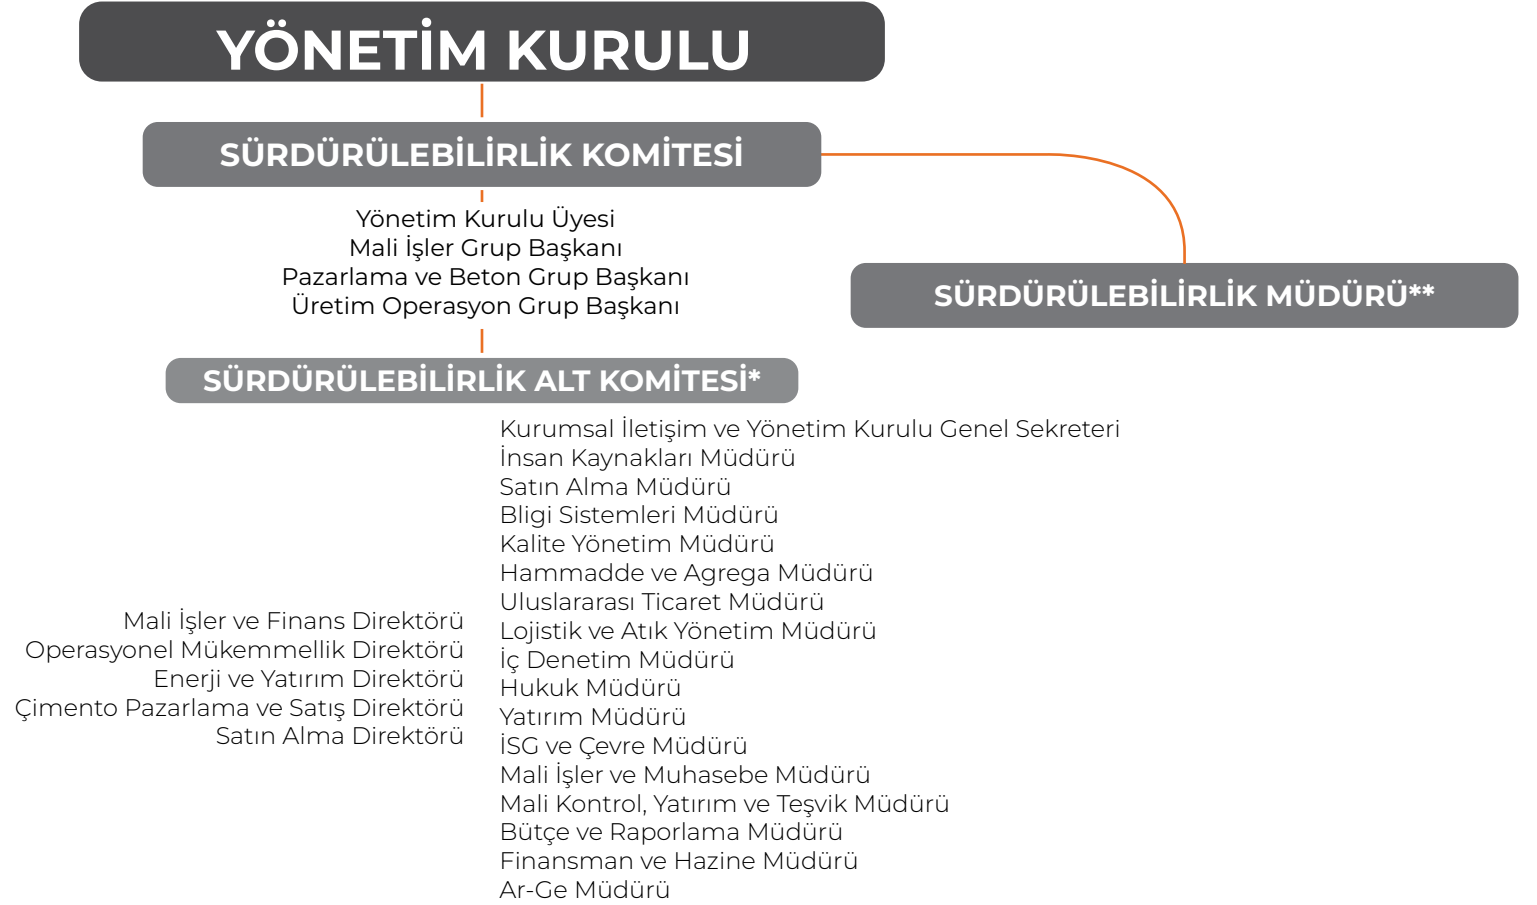 YÖNETİM KURULU
SÜRDÜRÜLEBİLİRLİK KOMİTESİ
Yönetim Kurulu Üyesi
Mali İşler Grup Başkanı
Pazarlama ve Beton Grup Başkanı
Üretim Operasyon Grup Başkanı
SÜRDÜRÜLEBİLİRLİK MÜDÜRÜ**
SÜRDÜRÜLEBİLİRLİK ALT KOMİTESİ*
Mali İşler ve Finans Direktörü
Operasyonel Mükemmellik Direktörü
Enerji ve Yatırım Direktörü
Çimento Pazarlama ve Satış Direktörü
Satın Alma Direktörü
Kurumsal İletişim ve Yönetim Kurulu Genel Sekreteri
İnsan Kaynakları Müdürü
Satın Alma Müdürü
Bligi Sistemleri Müdürü
Kalite Yönetim Müdürü
Hammadde ve Agrega Müdürü
Uluslararası Ticaret Müdürü
Lojistik ve Atık Yönetim Müdürü
İç Denetim Müdürü
Hukuk Müdürü
Yatırım Müdürü
İSG ve Çevre Müdürü
Mali İşler ve Muhasebe Müdürü
Mali Kontrol, Yatırım ve Teşvik Müdürü
Bütçe ve Raporlama Müdürü
Finansman ve Hazine Müdürü
Ar-Ge Müdürü